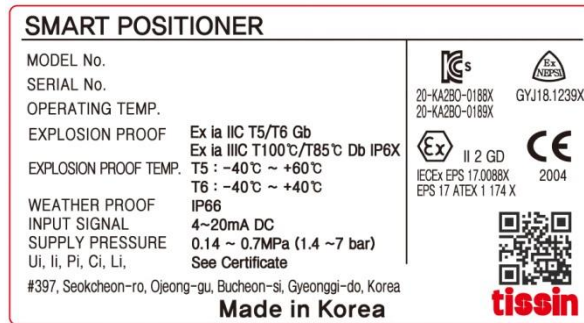 SMART POSITIONER
MODEL No.
SERIAL No.
OPERATING TEMP.
EXPLOSION PROOF Ex ia IIC T5/T6 Gb
Ex ia IIIC T100℃/T85℃ Db IP6X
EXPLOSION PROOF TEMP. T5 : -40℃ ~ +60℃
T6 : -40℃ ~ +40℃
WEATHER PROOF IP66
INPUT SIGNAL 4~20mA DC
SUPPLY PRESSURE 0.14 ~ 0.7MPa (1.4 ~7 bar)
Ui, Ii, Pi, Ci, Li, See Certificate
#397, Seokcheon-ro, Ojeong-gu, Bucheon-si, Gyeonggi-do, Korea
Made in Korea
s
20-KA2BO-0188X
20-KA2BO-0189X
Ex
NEPSI
GYJ18.1239X
Ex II 2 GD
IECEx EPS 17.0088X
EPS 17 ATEX 1 174 X
CE
2004
tissin